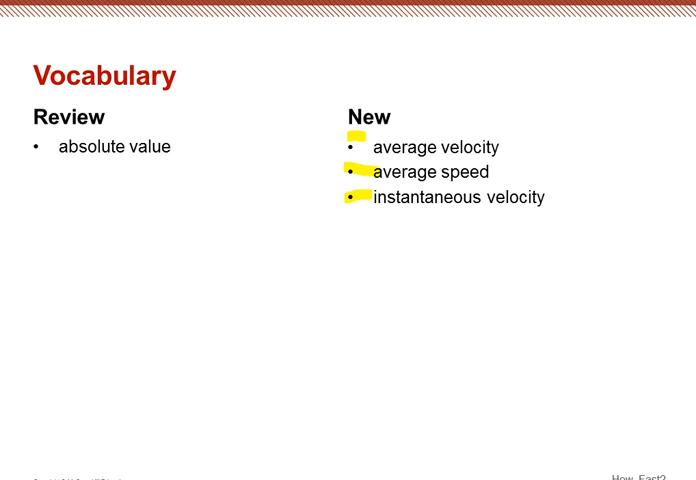 Vocabulary
Review
• absolute value
New
• average velocity
• average speed
• instantaneous velocity
How Fast?